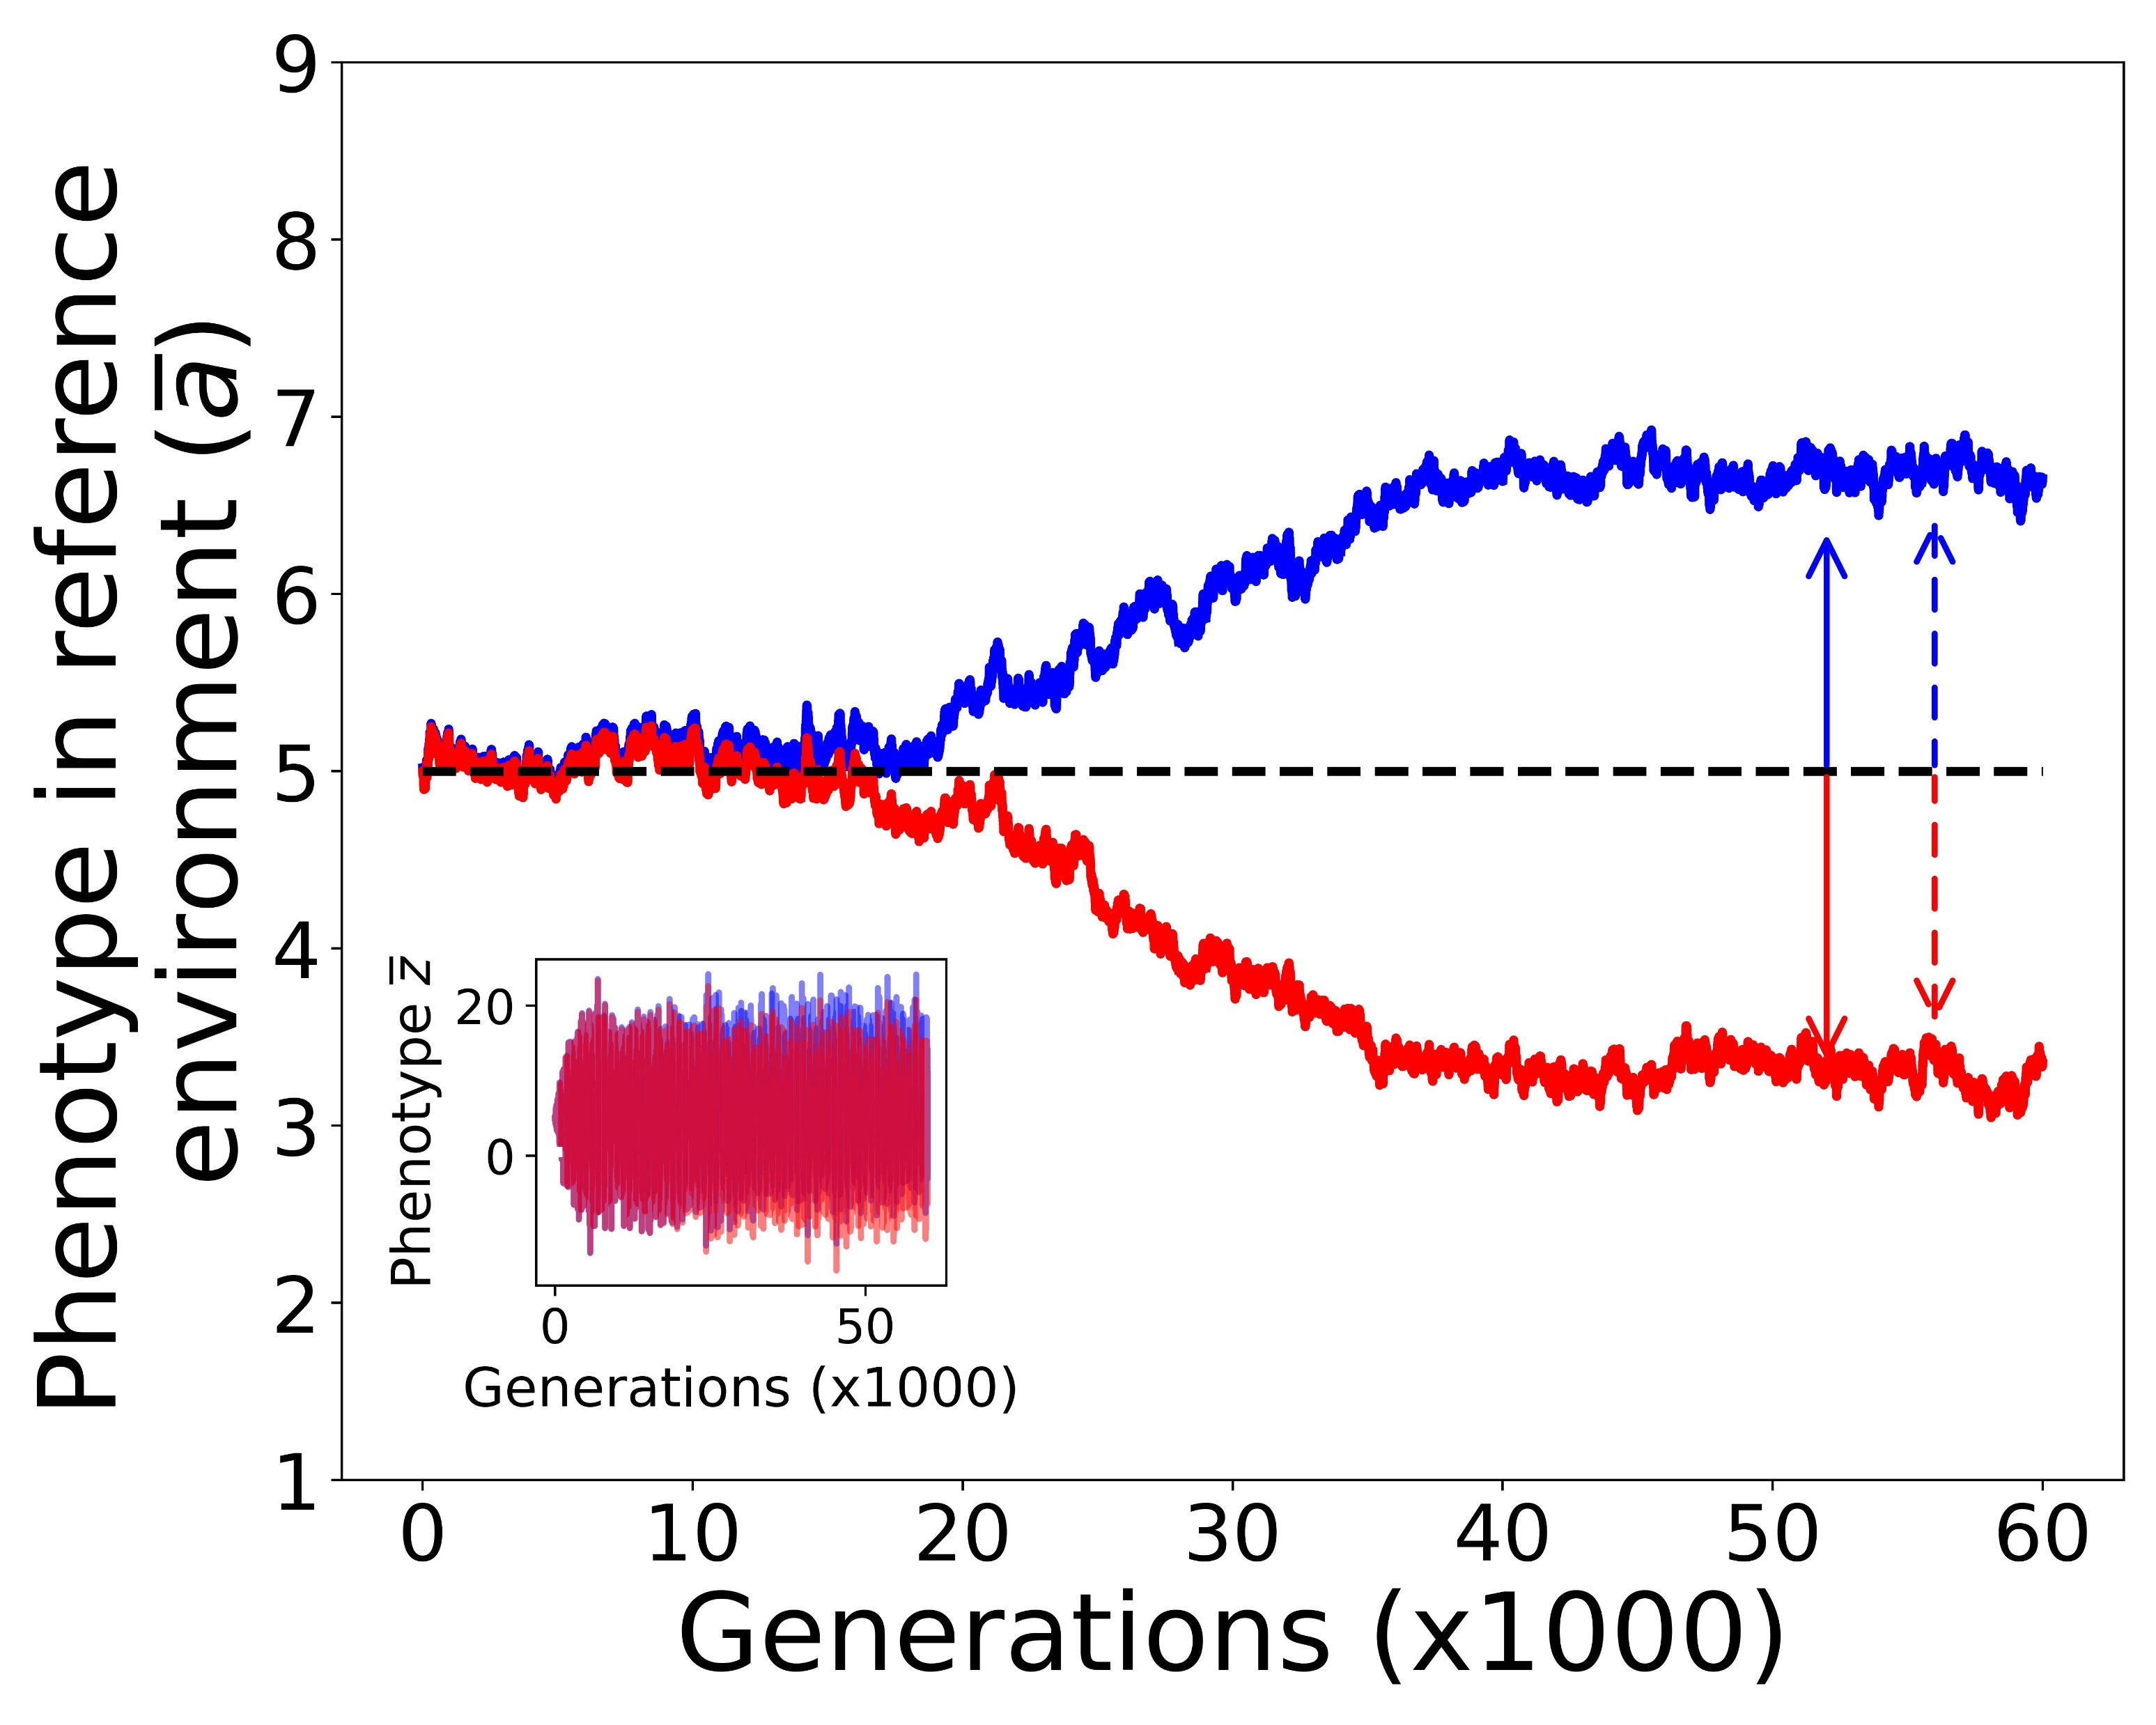 Phenotype in reference
environment (a̅)
9
8
7
6
5
4
3
2
1
Phenotype z̅
20
0
0 50
Generations (x1000)
0 10 20 30 40 50 60
Generations (x1000)